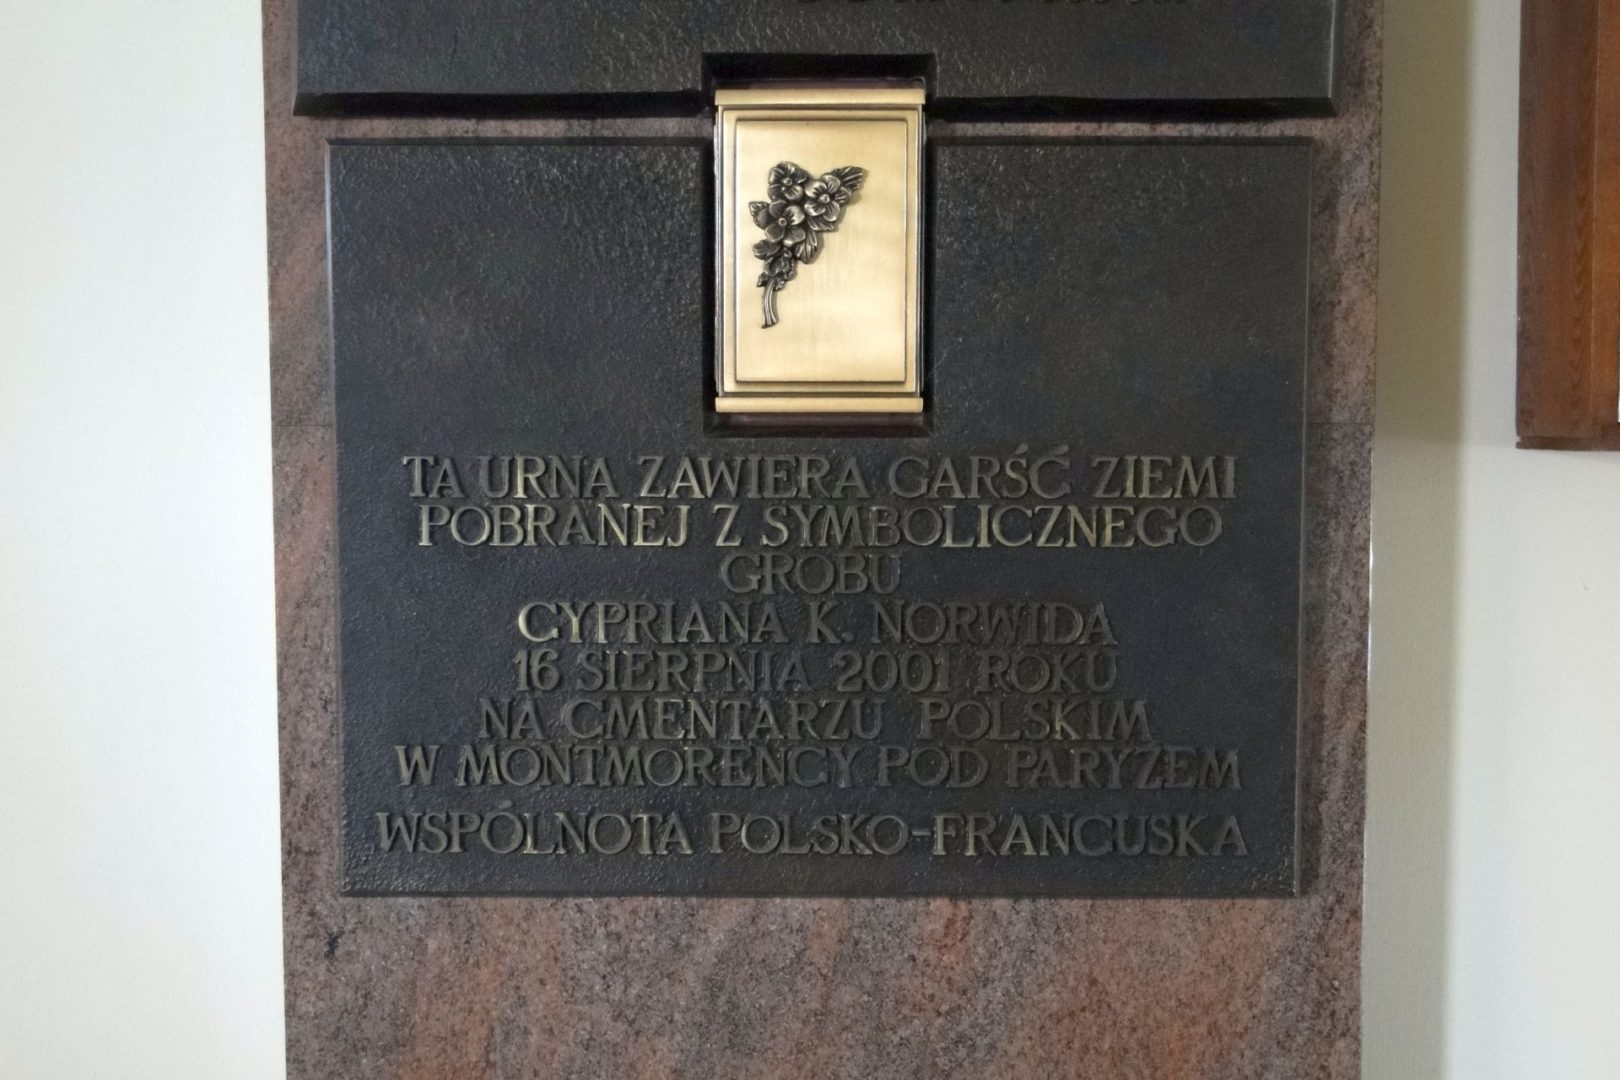 TA URNA ZAWIERA GARŚĆ ZIEMI
POBRANEJ Z SYMBOLICZNEGO
GROBU
CYPRIANA K. NORWIDA
16 SIERPNIA 2001 ROKU
NA CMENTARZU POLSKIM
W MONTMORENCY POD PARYŻEM
WSPÓLNOTA POLSKO-FRANCUSKA